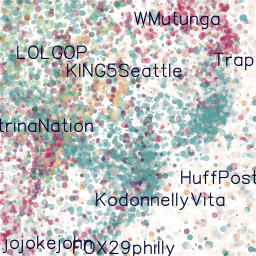 WMutunga
LOLGOP
Trap
KING5Seattle
trinaNation
HuffPost
KodonnellyVita
jojokejohn
FOX29philly